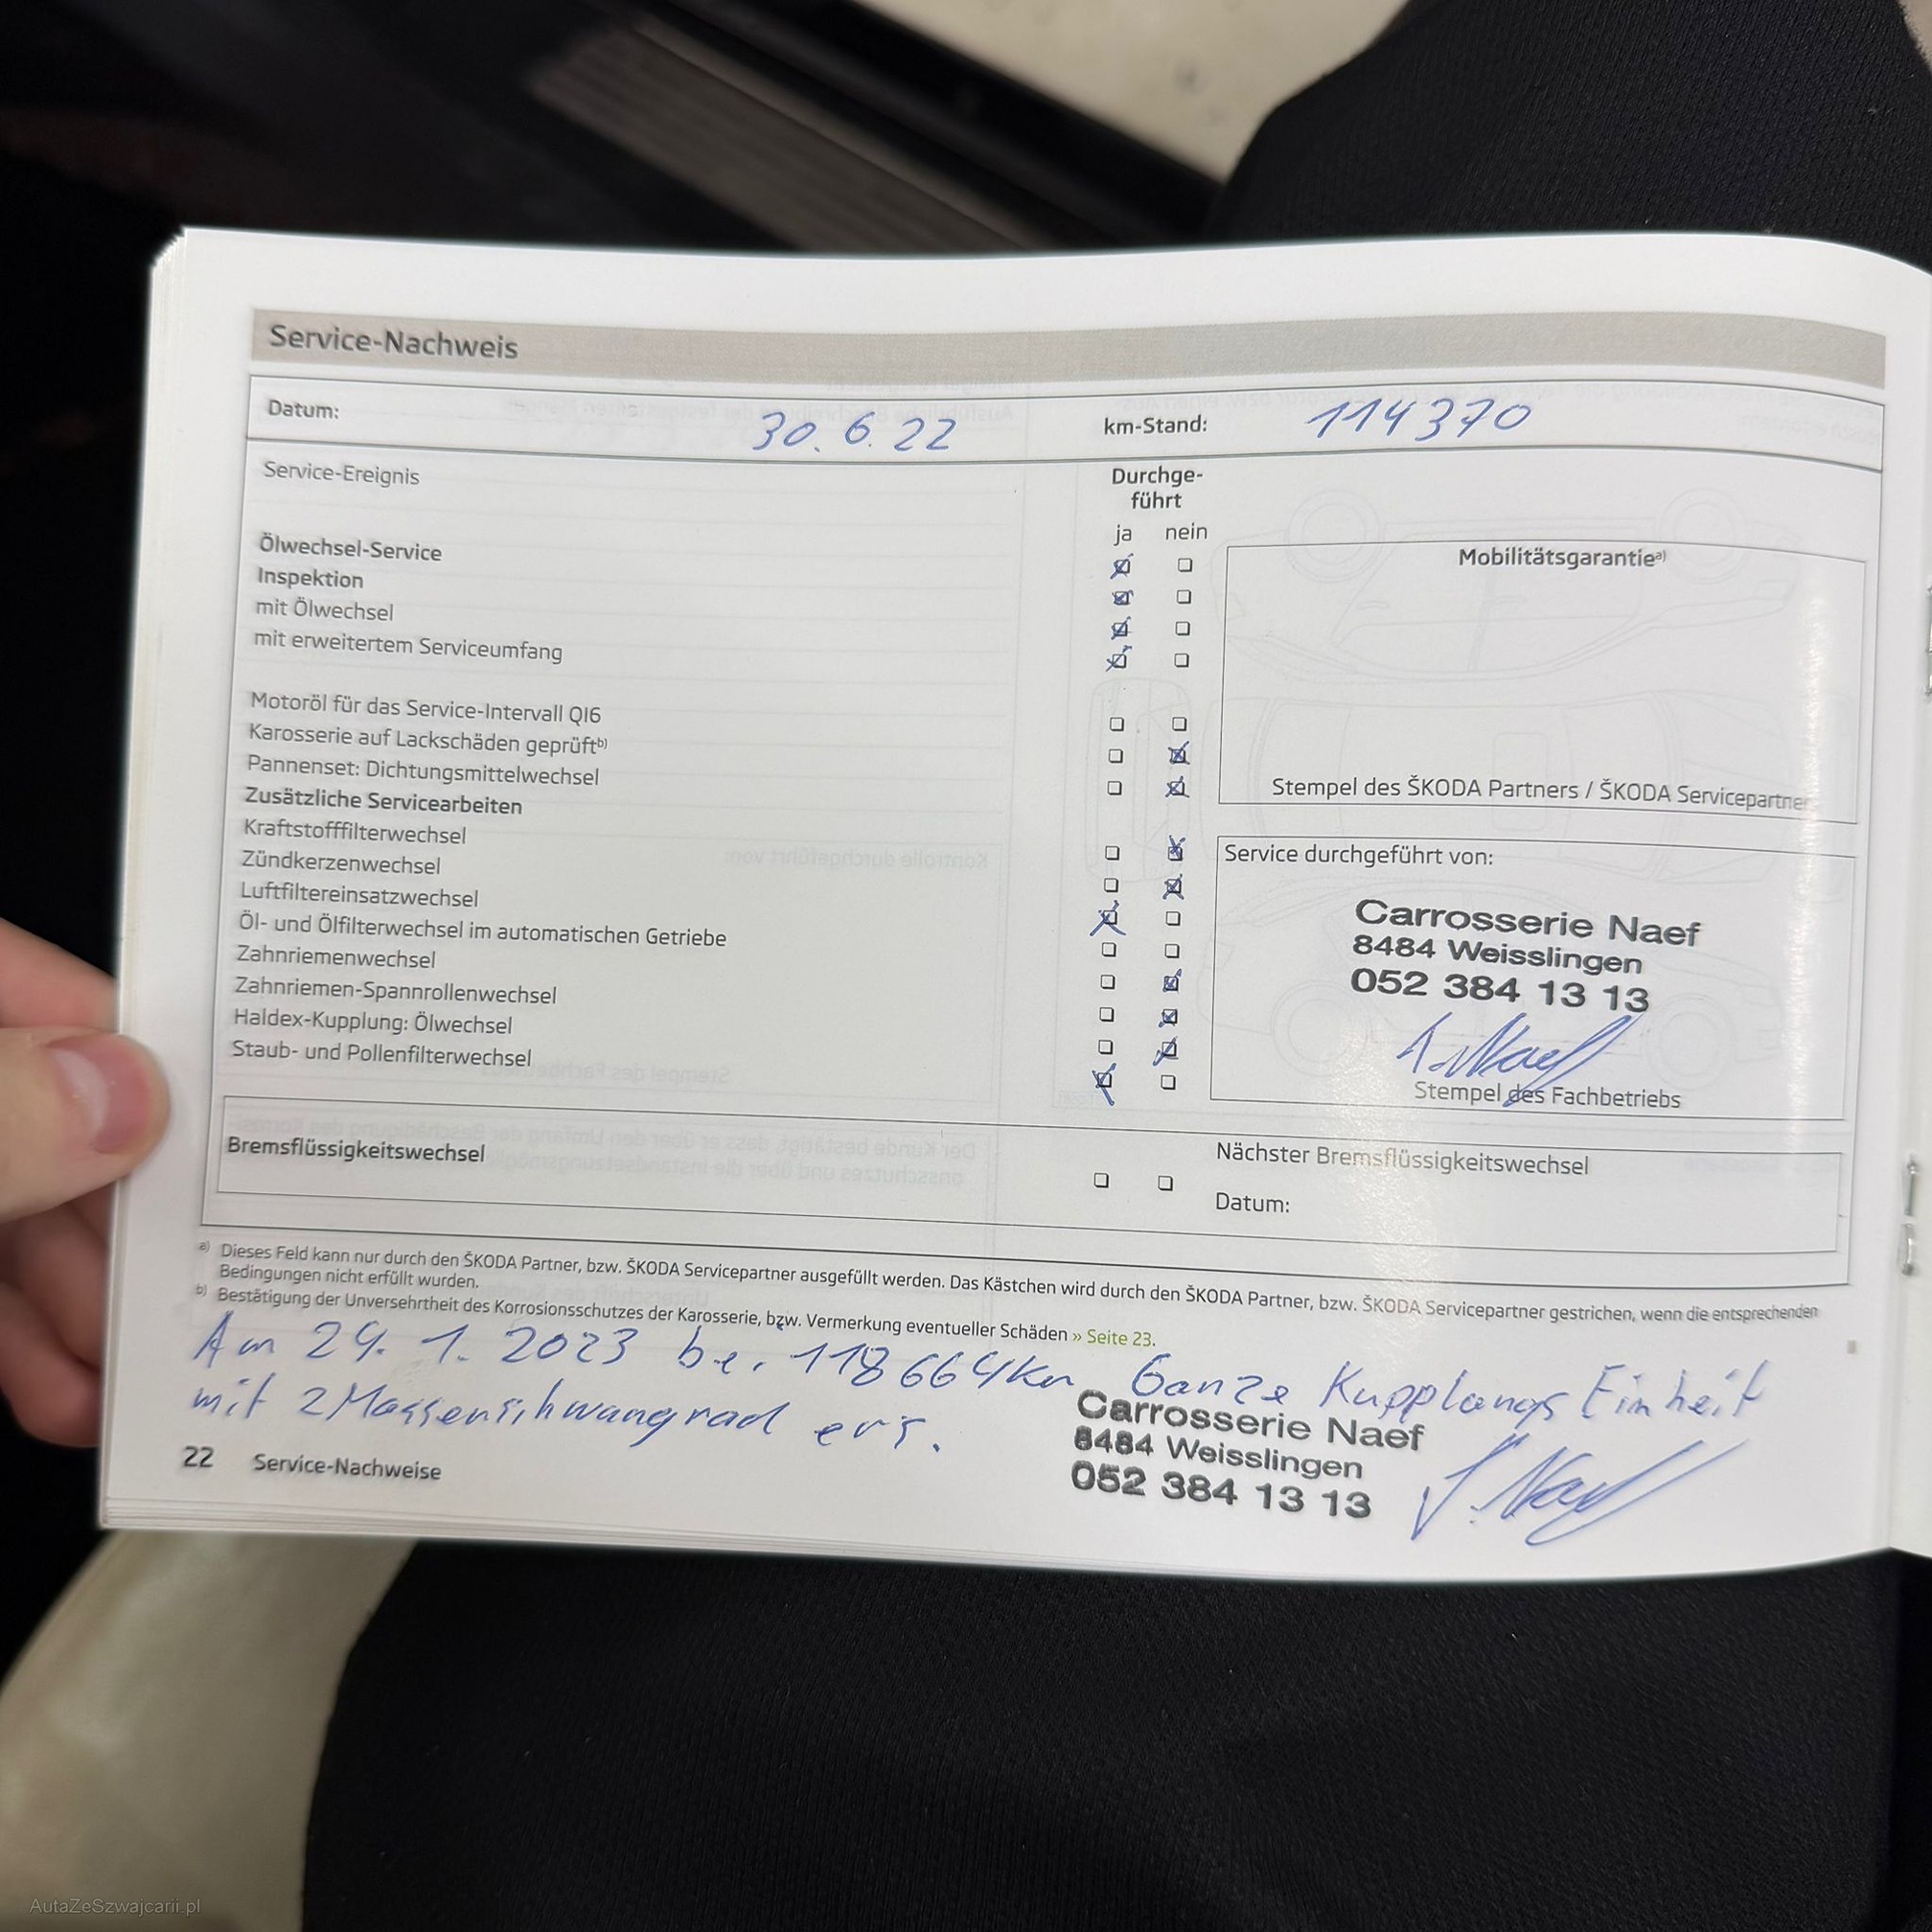 Service-Nachweis
Datum: 30. 6. 22 km-Stand: 114370
Service-Ereignis
Durchge-
führt
ja nein
Ölwechsel-Service
Inspektion
mit Ölwechsel
mit erweitertem Serviceumfang
Motoröl für das Service-Intervall QI6
Karosserie auf Lackschäden geprüftb)
Pannenset: Dichtungsmittelwechsel
Zusätzliche Servicearbeiten
Kraftstofffilterwechsel
Zündkerzenwechsel
Luftfiltereinsatzwechsel
Öl- und Ölfilterwechsel im automatischen Getriebe
Zahnriemenwechsel
Zahnriemen-Spannrollenwechsel
Haldex-Kupplung: Ölwechsel
Staub- und Pollenfilterwechsel
Mobilitätsgarantiea)
Stempel des ŠKODA Partners / ŠKODA Servicepartner
Service durchgeführt von:
Carrosserie Naef
8484 Weisslingen
052 384 13 13
Stempel des Fachbetriebs
Bremsflüssigkeitswechsel
Nächster Bremsflüssigkeitswechsel
Datum:
a) Dieses Feld kann nur durch den ŠKODA Partner, bzw. ŠKODA Servicepartner ausgefüllt werden. Das Kästchen wird durch den ŠKODA Partner, bzw. ŠKODA Servicepartner gestrichen, wenn die entsprechenden
Bedingungen nicht erfüllt wurden.
b) Bestätigung der Unversehrtheit des Korrosionsschutzes der Karosserie, bzw. Vermerkung eventueller Schäden » Seite 23.
Am 24. 1. 2023 bei 118664km Ganze Kupplungs Einheit
mit 2Massenschwungrad ers.
Carrosserie Naef
8484 Weisslingen
052 384 13 13
22 Service-Nachweise
AutaZeSzwajcarii.pl